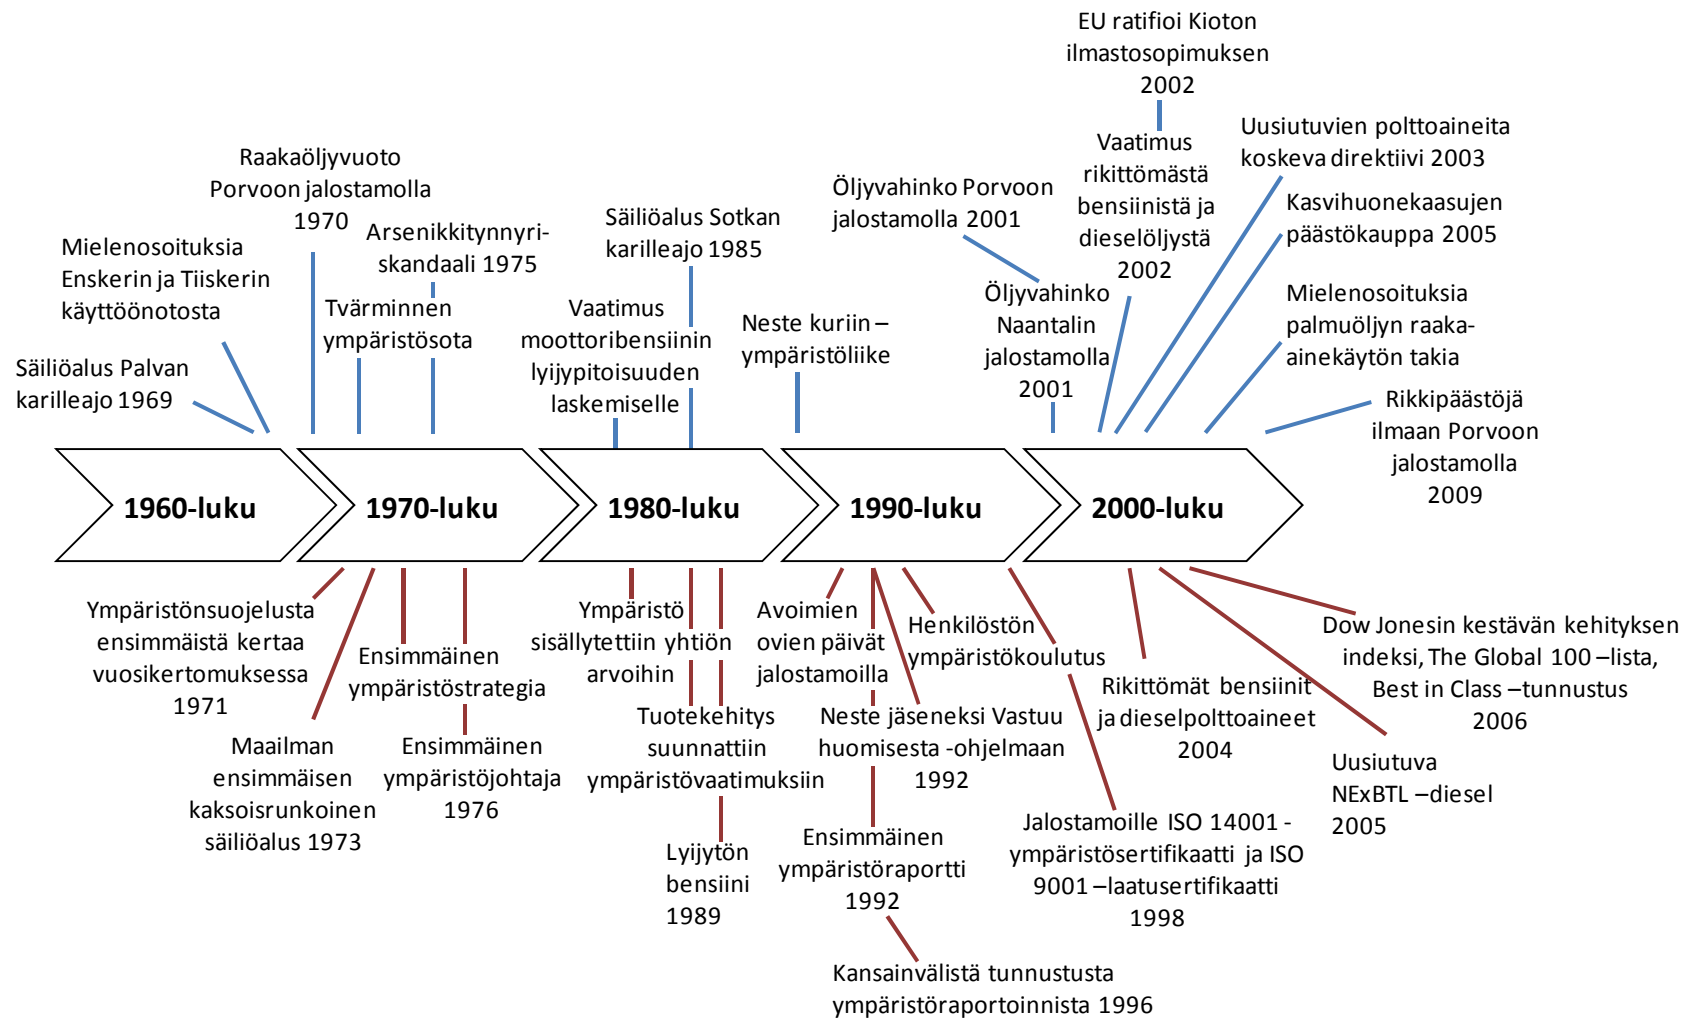 EU ratifioi Kioton
ilmastosopimuksen
2002
Vaatimus
rikittömästä
bensiinistä ja
dieselöljystä
2002
Uusiutuvien polttoaineita
koskeva direktiivi 2003
Kasvihuonekaasujen
päästökauppa 2005
Mielenosoituksia
palmuöljyn raaka-
ainekäytön takia
Rikkipäästöjä
ilmaan Porvoon
jalostamolla
2009
Raakaöljyvuoto
Porvoon jalostamolla
1970
Arsenikkitynnyri-
skandaali 1975
Mielenosoituksia
Enskerin ja Tiiskerin
käyttöönotosta
Tvärminnen
ympäristösota
Säiliöalus Palvan
karilleajo 1969
Säiliöalus Sotkan
karilleajo 1985
Vaatimus
moottoribensiinin
lyijypitoisuuden
laskemiselle
Neste kuriin –
ympäristöliike
Öljyvahinko Porvoon
jalostamolla 2001
Öljyvahinko
Naantalin
jalostamolla
2001
1960-luku
1970-luku
1980-luku
1990-luku
2000-luku
Ympäristönsuojelusta
ensimmäistä kertaa
vuosikertomuksessa
1971
Maailman
ensimmäisen
kaksoisrunkoinen
säiliöalus 1973
Ensimmäinen
ympäristöstrategia
Ensimmäinen
ympäristöjohtaja
1976
Ympäristö
sisällytettiin yhtiön
arvoihin
Tuotekehitys
suunnattiin
ympäristövaatimuksiin
Lyijytön
bensiini
1989
Avoimien
ovien päivät
jalostamoilla
Neste jäseneksi Vastuu
huomisesta -ohjelmaan
1992
Ensimmäinen
ympäristöraportti
1992
Kansainvälistä tunnustusta
ympäristöraportoinnista 1996
Henkilöstön
ympäristökoulutus
Jalostamoille ISO 14001 -
ympäristösertifikaatti ja ISO
9001 –laatusertifikaatti
1998
Rikittömät bensiinit
ja dieselpolttoaineet
2004
Uusiutuva
NExBTL –diesel
2005
Dow Jonesin kestävän kehityksen
indeksi, The Global 100 –lista,
Best in Class –tunnustus
2006